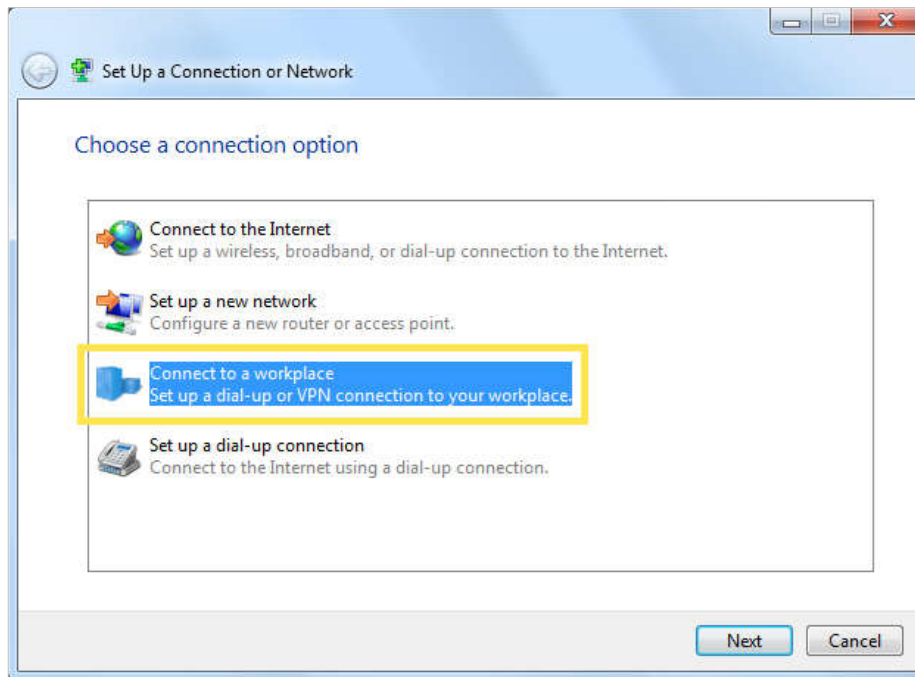 Set Up a Connection or Network
Choose a connection option
Connect to the Internet
Set up a wireless, broadband, or dial-up connection to the Internet.
Set up a new network
Configure a new router or access point.
Connect to a workplace
Set up a dial-up or VPN connection to your workplace.
Set up a dial-up connection
Connect to the Internet using a dial-up connection.
Next
Cancel